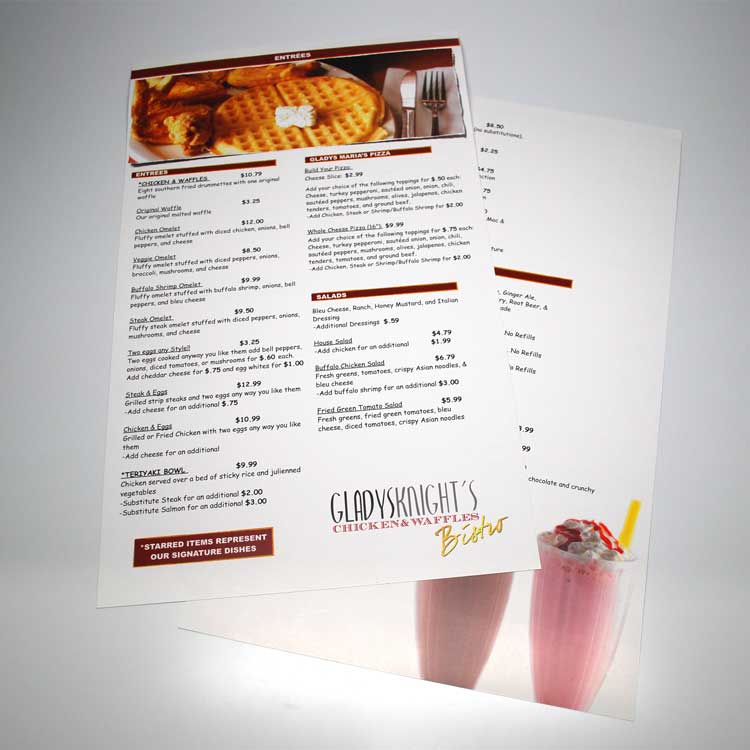 ENTRÉES
ENTRÉES
*CHICKEN & WAFFLES $10.79
Eight southern fried drummettes with one original
waffle
Original Waffle $3.25
Our original malted waffle
Chicken Omelet $12.00
Fluffy omelet stuffed with diced chicken, onions, bell
peppers, and cheese
Veggie Omelet $8.50
Fluffy omelet stuffed with diced peppers, onions,
broccoli, mushrooms, and cheese
Buffalo Shrimp Omelet $9.99
Fluffy omelet stuffed with buffalo shrimp, onions, bell
peppers, and bleu cheese
Steak Omelet $9.50
Fluffy steak omelet stuffed with diced peppers, onions,
mushrooms, and cheese
Two eggs any Style!! $3.25
Two eggs cooked anyway you like them add bell peppers,
onions, diced tomatoes, or mushrooms for $.60 each.
Add cheddar cheese for $.75 and egg whites for $1.00
Steak & Eggs $12.99
Grilled strip steaks and two eggs any way you like them
-Add cheese for an additional $.75
Chicken & Eggs $10.99
Grilled or Fried Chicken with two eggs any way you like
them
-Add cheese for an additional
*TERIYAKI BOWL $9.99
Chicken served over a bed of sticky rice and julienned
vegetables
-Substitute Steak for an additional $2.00
-Substitute Salmon for an additional $3.00
*STARRED ITEMS REPRESENT
OUR SIGNATURE DISHES
GLADYS MARIA'S PIZZA
Build Your Pizza
Cheese Slice: $2.99
Add your choice of the following toppings for $.50 each:
Cheese, turkey pepperoni, sautéed onion, onion, chili,
sautéed peppers, mushrooms, olives, jalapenos, chicken
tenders, tomatoes, and ground beef.
-Add Chicken, Steak or Shrimp/Buffalo Shrimp for $2.00
Whole Cheese Pizza (16"): $9.99
Add your choice of the following toppings for $.75 each:
Cheese, turkey pepperoni, sautéed onion, onion, chili,
sautéed peppers, mushrooms, olives, jalapenos, chicken
tenders, tomatoes, and ground beef.
-Add Chicken, Steak or Shrimp/Buffalo Shrimp for $2.00
SALADS
Bleu Cheese, Ranch, Honey Mustard, and Italian
Dressing
-Additional Dressings $.59
House Salad $4.79
-Add chicken for an additional $1.99
Buffalo Chicken Salad $6.79
Fresh greens, tomatoes, crispy Asian noodles, &
bleu cheese
-Add buffalo shrimp for an additional $3.00
Fried Green Tomato Salad $5.99
Fresh greens, fried green tomatoes, bleu
cheese, diced tomatoes, crispy Asian noodles
GLADYSKNIGHT'S
CHICKEN&WAFFLES
Bistro
$8.50
(no substitutions).
$2.25
$4.75
Mac &
, Ginger Ale,
Root Beer, &
No Refills
- No Refills
- No Refills
3.99
.99
chocolate and crunchy